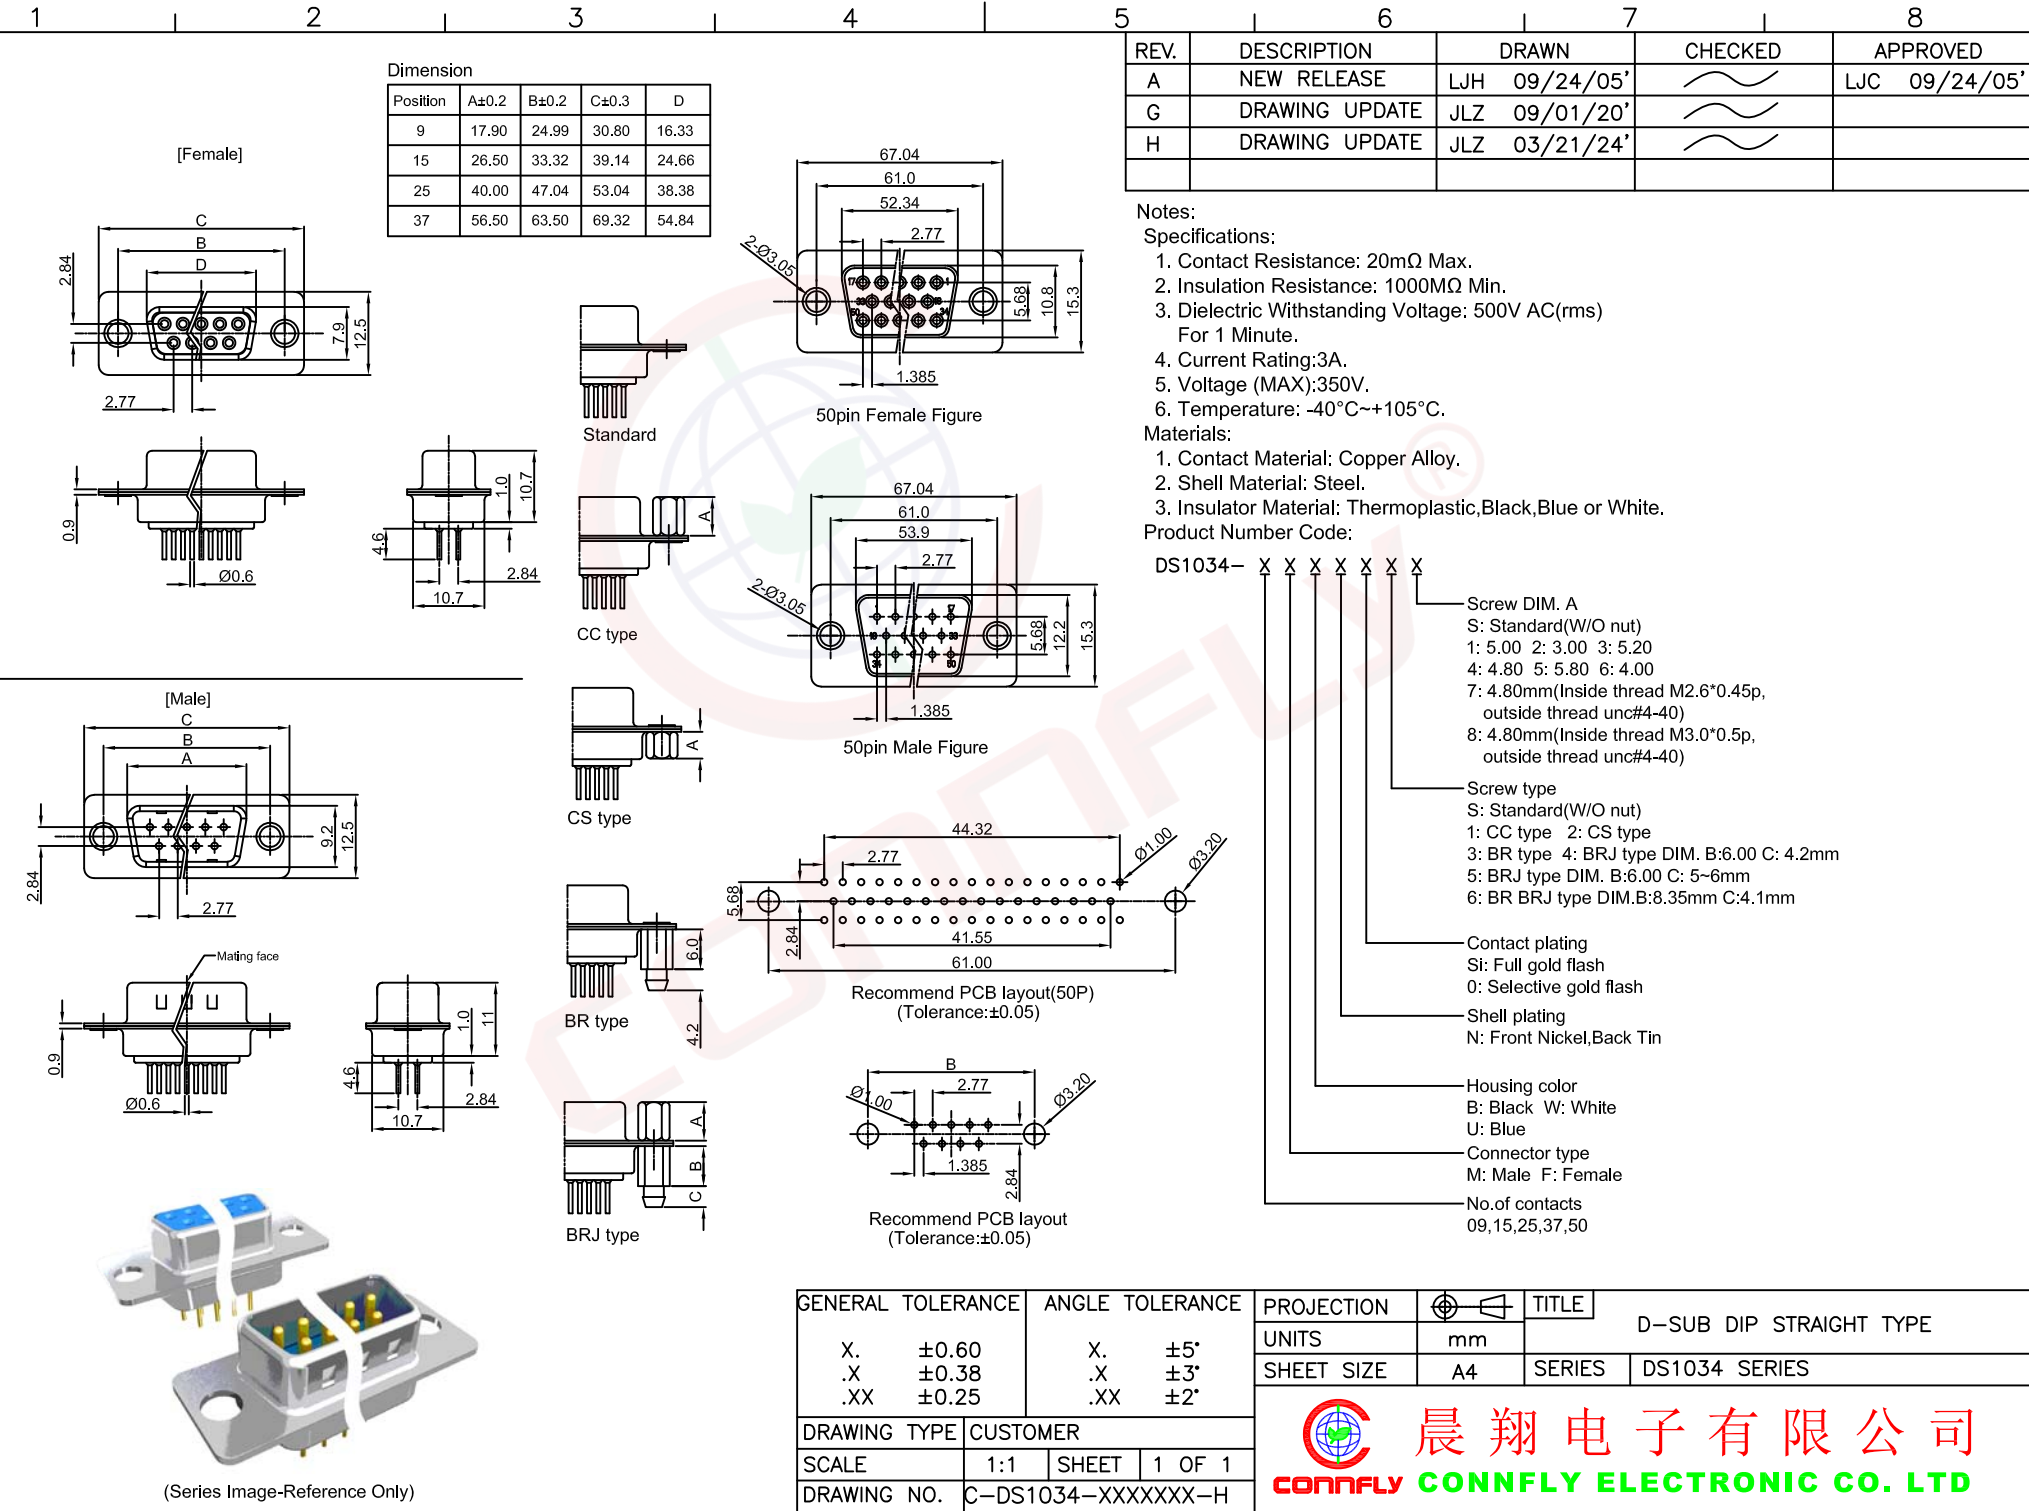 1 2 3 4 5 6 7 8
REV. DESCRIPTION DRAWN CHECKED APPROVED
A NEW RELEASE LJH 09/24/05' LJC 09/24/05'
G DRAWING UPDATE JLZ 09/01/20'
H DRAWING UPDATE JLZ 03/21/24'
Dimension
Position A±0.2 B±0.2 C±0.3 D
9 17.90 24.99 30.80 16.33
15 26.50 33.32 39.14 24.66
25 40.00 47.04 53.04 38.38
37 56.50 63.50 69.32 54.84
[Female]
C
B
D
2.84
7.9
12.5
2.77
0.9
Ø0.6
4.6
1.0
10.7
2.84
10.7
[Male]
C
B
A
2.84
9.2
12.5
2.77
Mating face
0.9
Ø0.6
4.6
1.0
11
2.84
10.7
(Series Image-Reference Only)
Standard
A
CC type
A
CS type
6.0
4.2
BR type
A
B
C
BRJ type
67.04
61.0
52.34
2.77
2-Ø3.05
17 1
33 18
50 34
5.68
10.8
15.3
1.385
50pin Female Figure
67.04
61.0
53.9
2.77
2-Ø3.05
1 17
18 33
34 50
5.68
12.2
15.3
1.385
50pin Male Figure
44.32
2.77
Ø1.00
Ø3.20
5.68
2.84
41.55
61.00
Recommend PCB layout(50P)
(Tolerance:±0.05)
B
2.77
Ø1.00
Ø3.20
1.385
2.84
Recommend PCB layout
(Tolerance:±0.05)
Notes:
Specifications:
1. Contact Resistance: 20mΩ Max.
2. Insulation Resistance: 1000MΩ Min.
3. Dielectric Withstanding Voltage: 500V AC(rms)
For 1 Minute.
4. Current Rating:3A.
5. Voltage (MAX):350V.
6. Temperature: -40°C~+105°C.
Materials:
1. Contact Material: Copper Alloy.
2. Shell Material: Steel.
3. Insulator Material: Thermoplastic,Black,Blue or White.
Product Number Code:
DS1034- X X X X X X X
Screw DIM. A
S: Standard(W/O nut)
1: 5.00 2: 3.00 3: 5.20
4: 4.80 5: 5.80 6: 4.00
7: 4.80mm(Inside thread M2.6*0.45p,
outside thread unc#4-40)
8: 4.80mm(Inside thread M3.0*0.5p,
outside thread unc#4-40)
Screw type
S: Standard(W/O nut)
1: CC type 2: CS type
3: BR type 4: BRJ type DIM. B:6.00 C: 4.2mm
5: BRJ type DIM. B:6.00 C: 5~6mm
6: BR BRJ type DIM.B:8.35mm C:4.1mm
Contact plating
Si: Full gold flash
0: Selective gold flash
Shell plating
N: Front Nickel,Back Tin
Housing color
B: Black W: White
U: Blue
Connector type
M: Male F: Female
No.of contacts
09,15,25,37,50
GENERAL TOLERANCE ANGLE TOLERANCE
X. ±0.60 X. ±5°
.X ±0.38 .X ±3°
.XX ±0.25 .XX ±2°
DRAWING TYPE CUSTOMER
SCALE 1:1 SHEET 1 OF 1
DRAWING NO. C-DS1034-XXXXXXX-H
PROJECTION TITLE D-SUB DIP STRAIGHT TYPE
UNITS mm
SHEET SIZE A4 SERIES DS1034 SERIES
晨翔电子有限公司
CONNFLY CONNFLY ELECTRONIC CO. LTD
CONNFLY ®